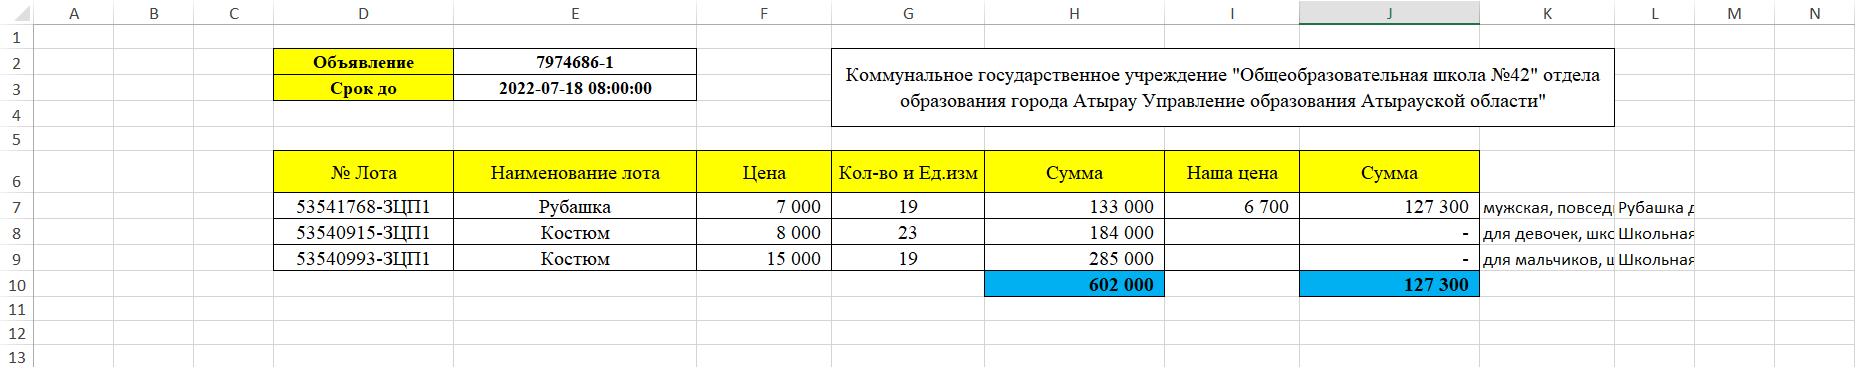 A B C D E F G H I J K L M N
1
2 Объявление 7974686-1
Коммунальное государственное учреждение "Общеобразовательная школа №42" отдела
3 Срок до 2022-07-18 08:00:00
образования города Атырау Управление образования Атырауской области"
4
5
6 № Лота Наименование лота Цена Кол-во и Ед.изм Сумма Наша цена Сумма
7 53541768-ЗЦП1 Рубашка 7 000 19 133 000 6 700 127 300 мужская, Рубашка
8 53540915-ЗЦП1 Костюм 8 000 23 184 000 - для девочек, Школьная
9 53540993-ЗЦП1 Костюм 15 000 19 285 000 - для мальчиков, Школьная
10 602 000 127 300
11
12
13